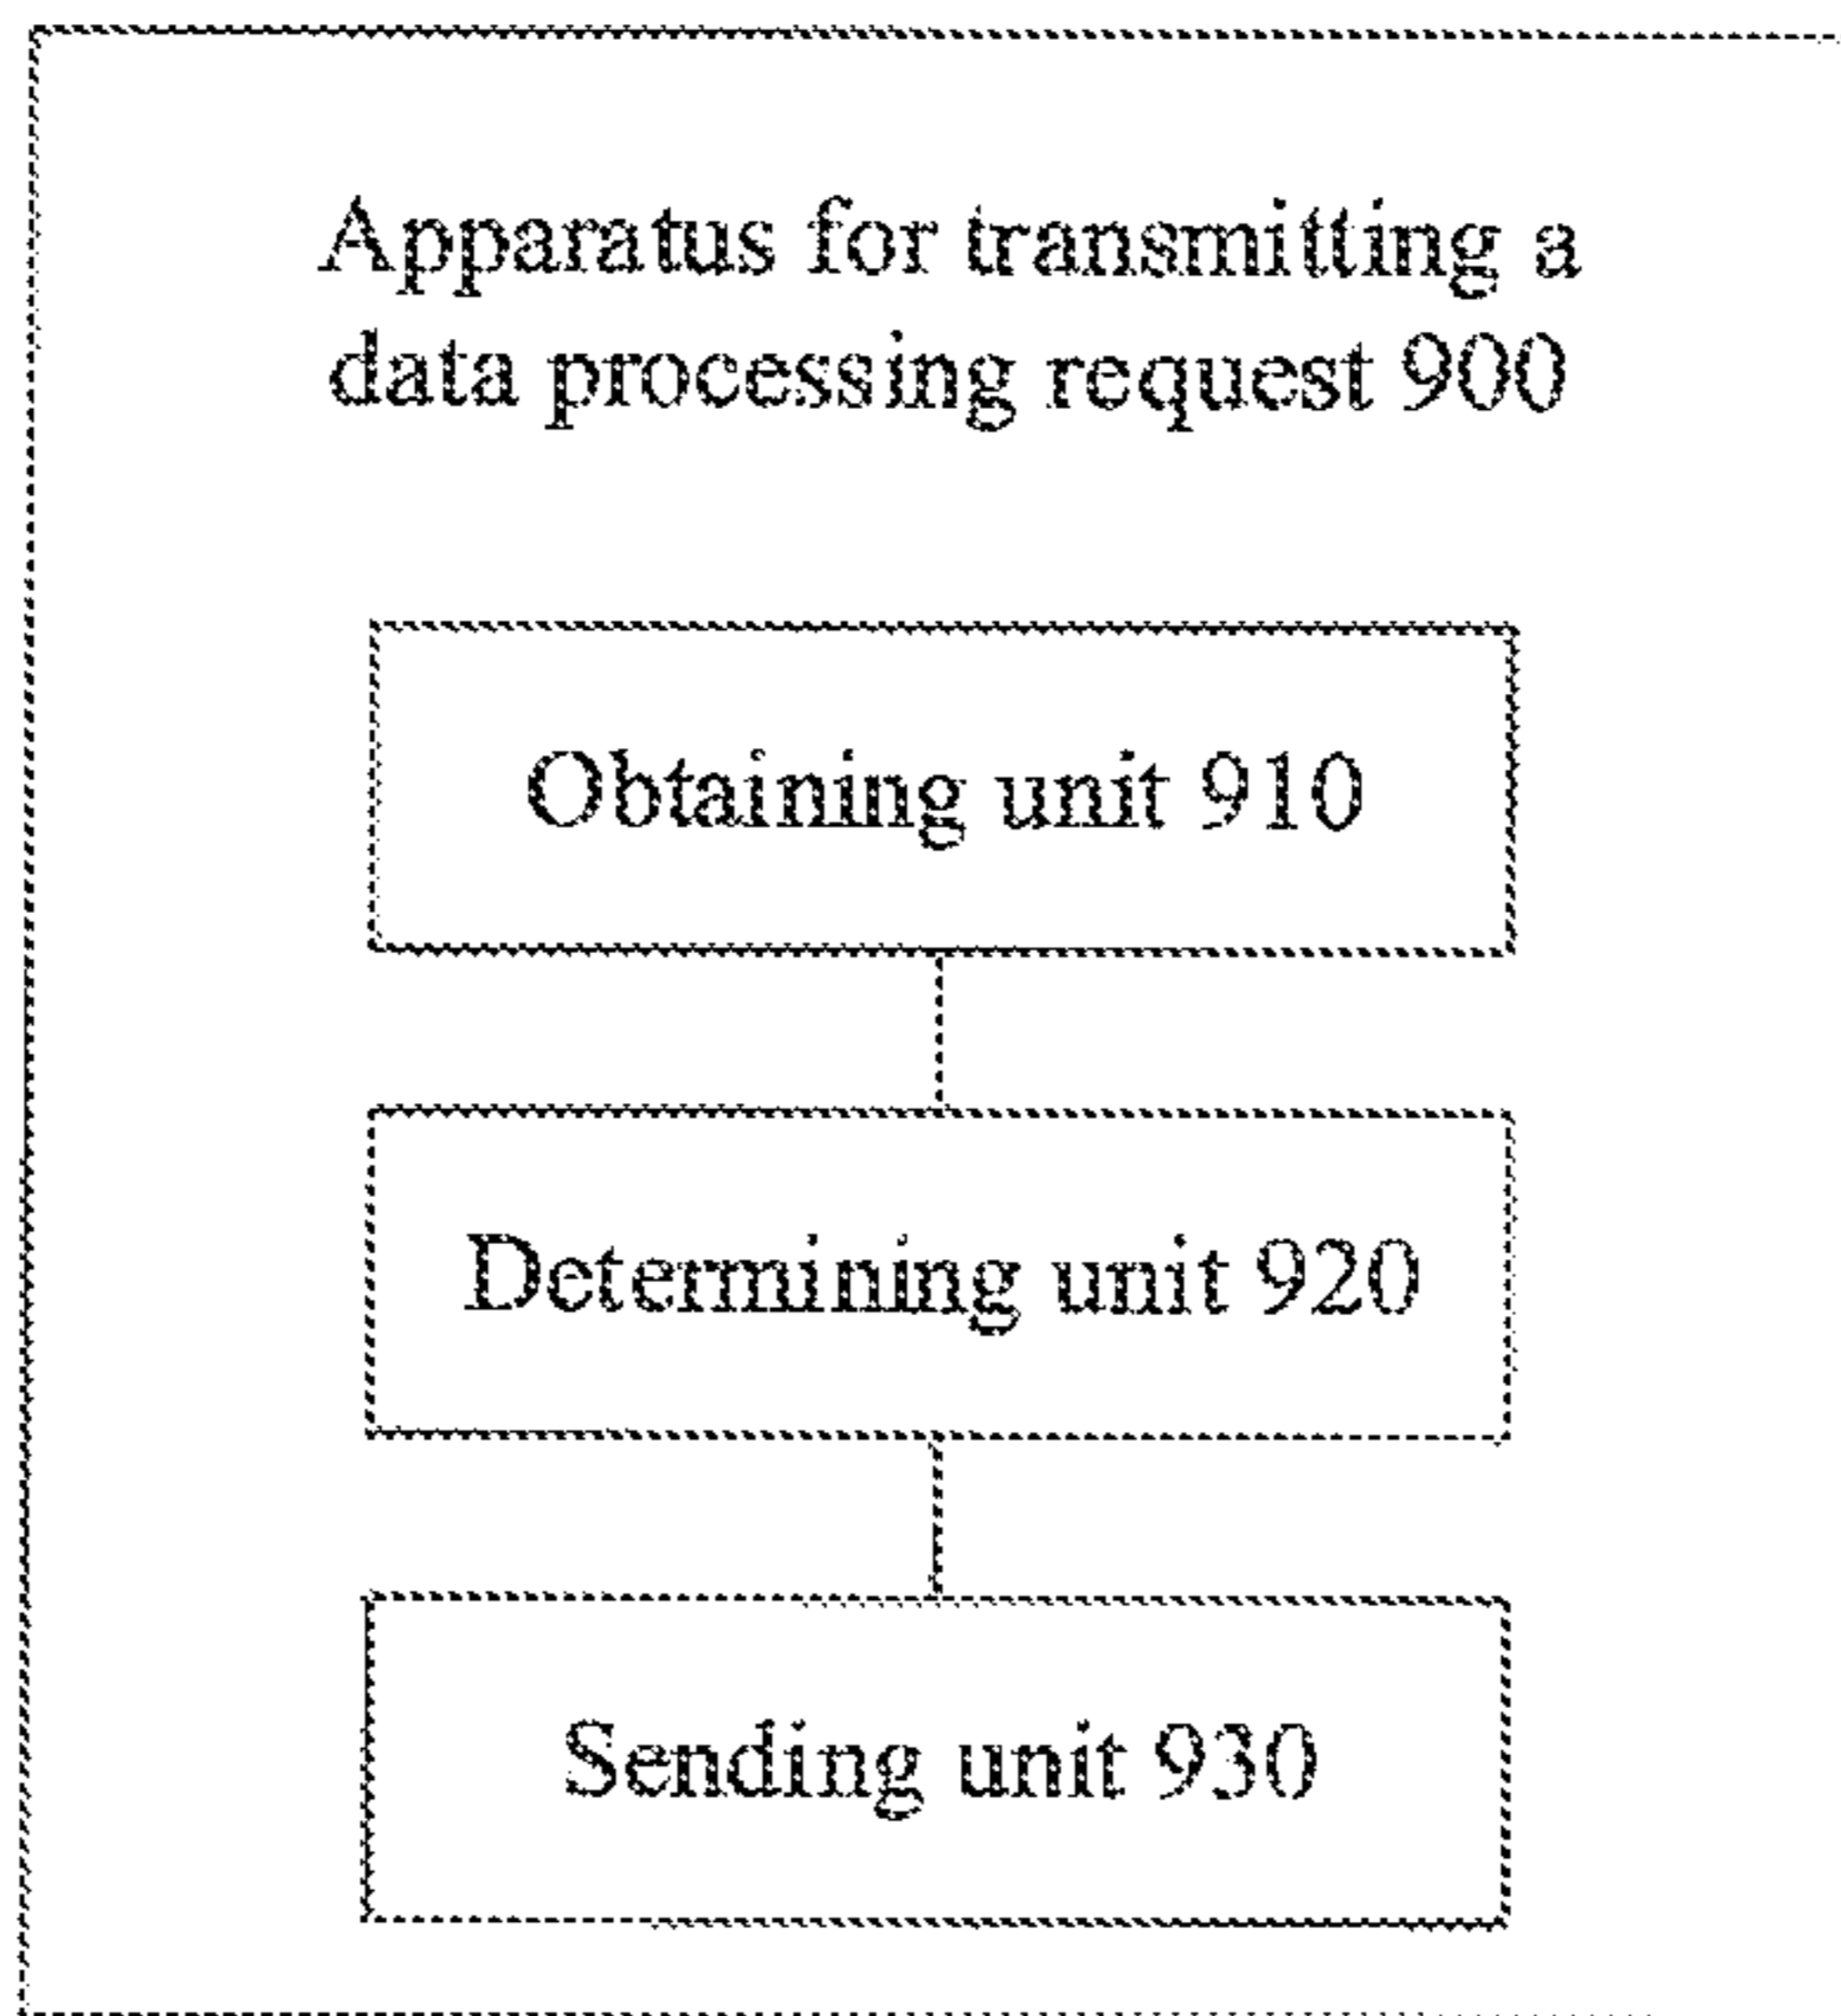 Apparatus for transmitting a
data processing request 900
Obtaining unit 910
Determining unit 920
Sending unit 930